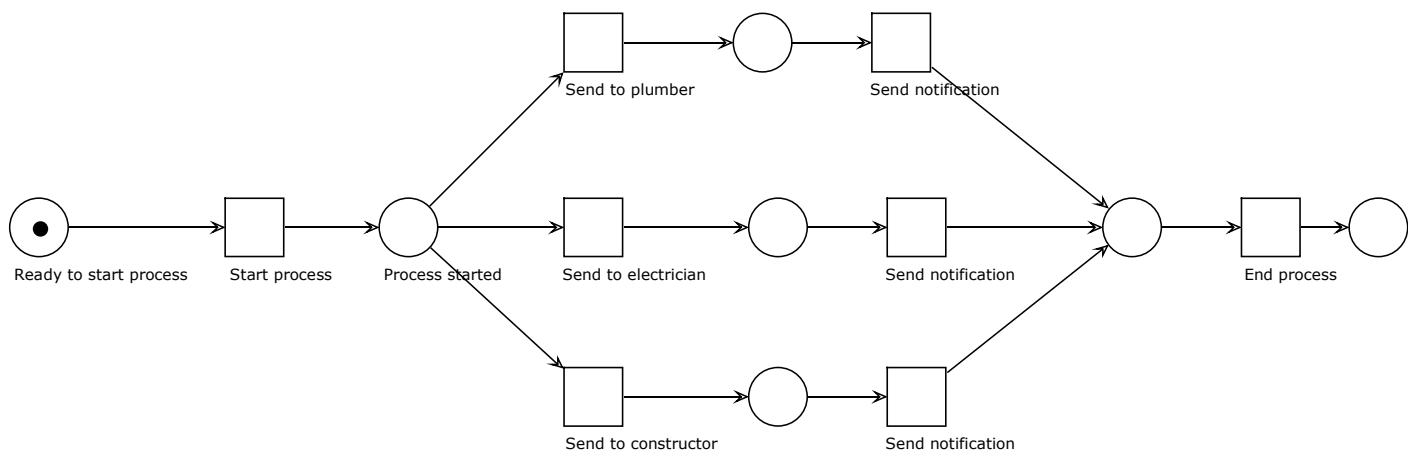 Send to plumber
Send notification
Ready to start process
Start process
Process started
Send to electrician
Send notification
End process
Send to constructor
Send notification